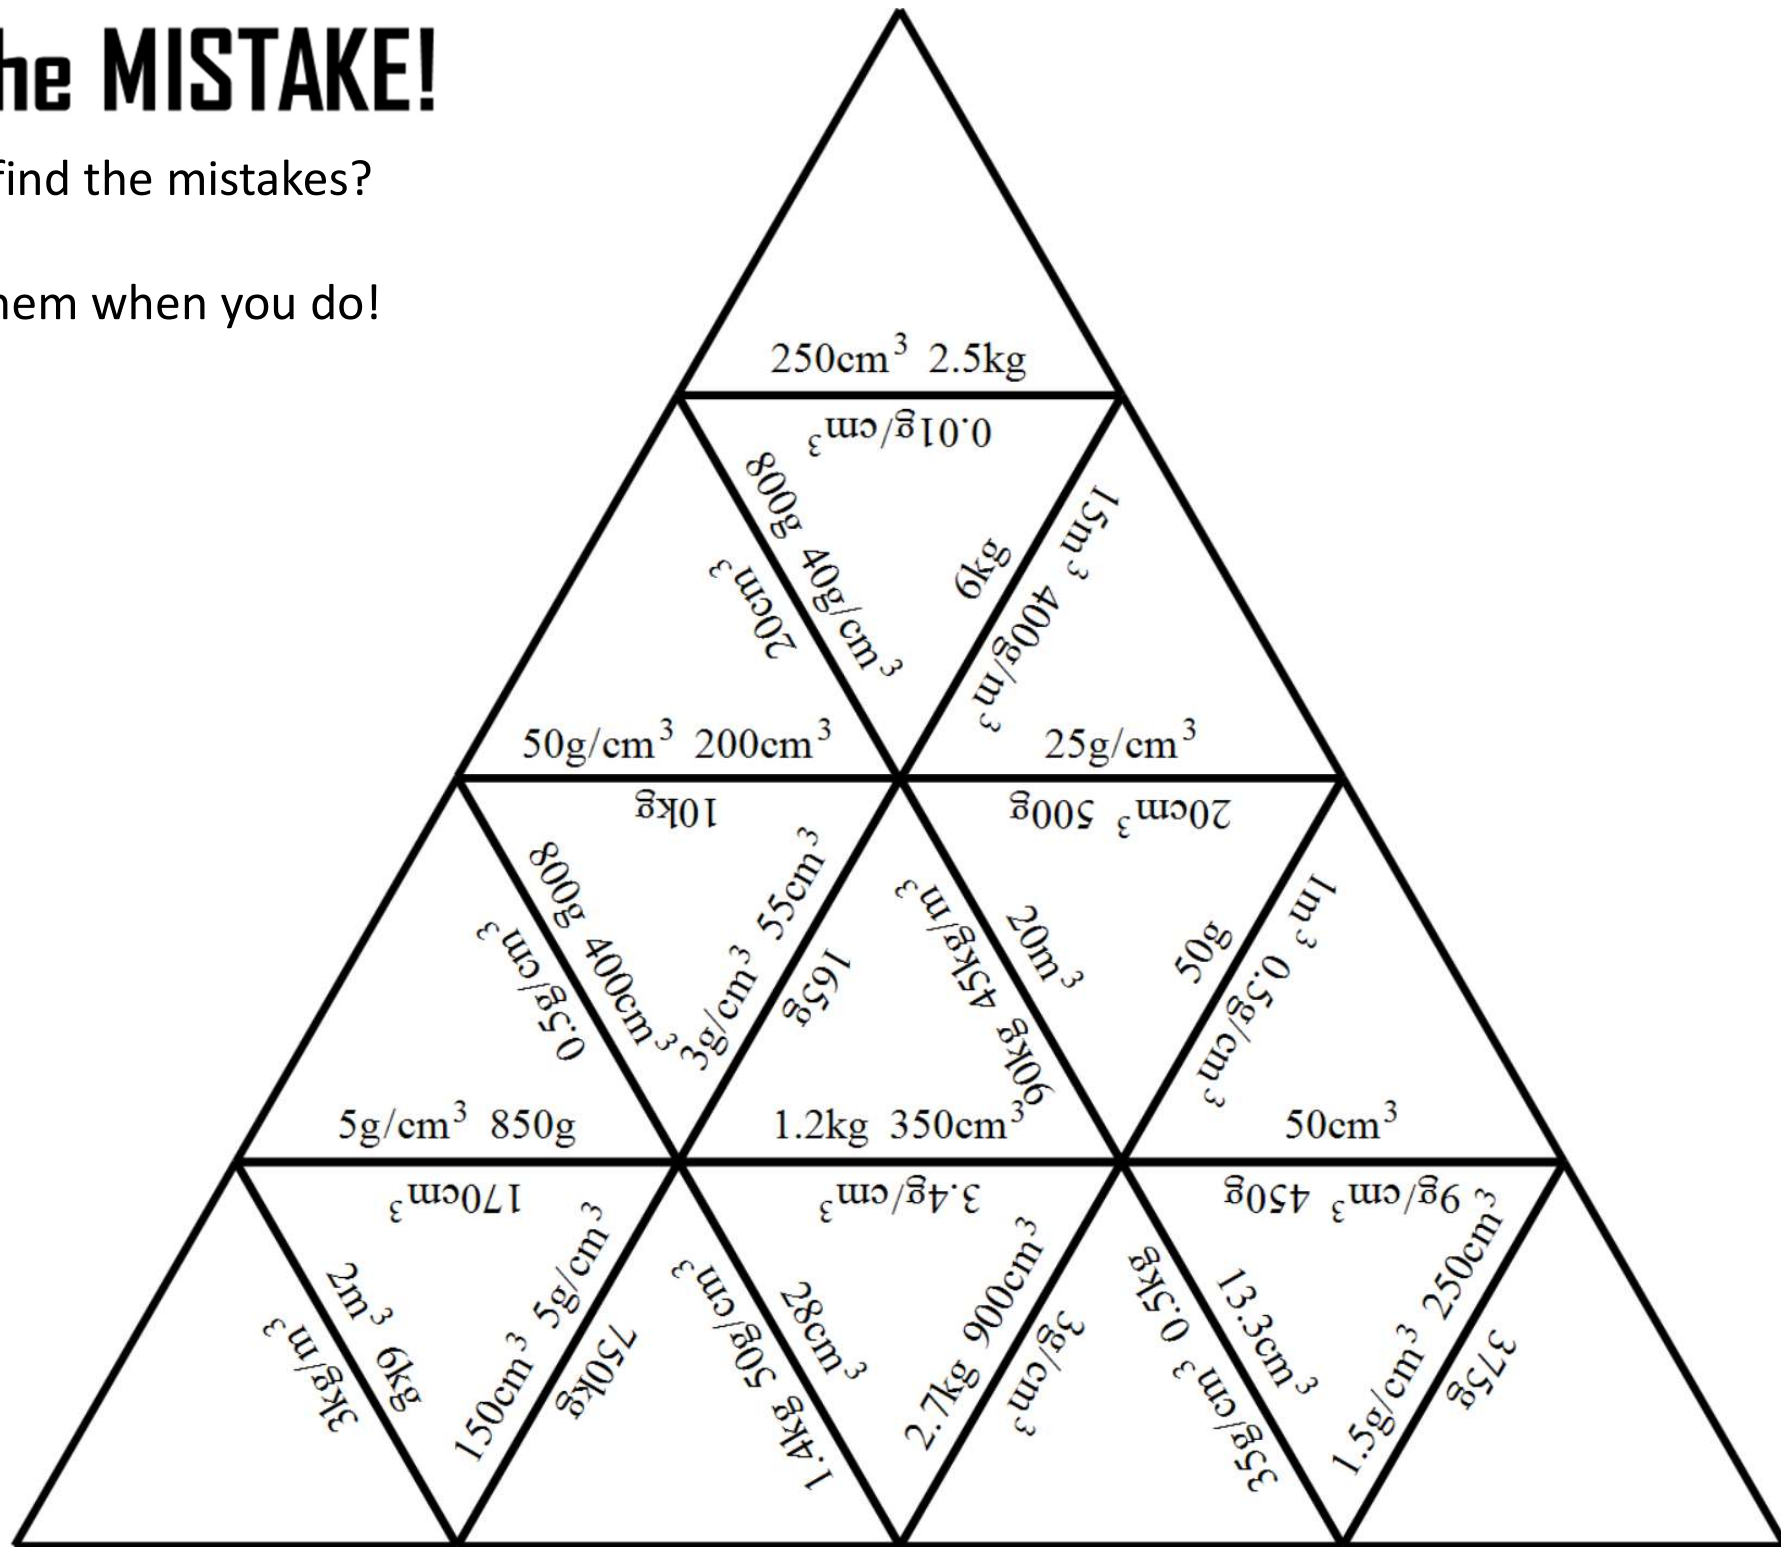 he MISTAKE!
find the mistakes?
hem when you do!
250cm³ 2.5kg
0.01g/cm³
800g 40g/cm³
20cm³
6kg
15m³ 400g/m³
50g/cm³ 200cm³
25g/cm³
10kg
20cm³ 500g
800g 400cm³
0.5g/cm³
3g/cm³ 55cm³
165g
90kg 45kg/m³
20m³
50g
1m³ 0.5g/cm³
5g/cm³ 850g
1.2kg 350cm³
50cm³
170cm³
3.4g/cm³
9g/cm³ 450g
2m³ 6kg
3kg/m³
150cm³ 5g/cm³
750kg
1.4kg 50g/cm³
28cm³
2.7kg 900cm³
3g/cm³
35g/cm³ 0.5kg
13.3cm³
1.5g/cm³ 250cm³
375g